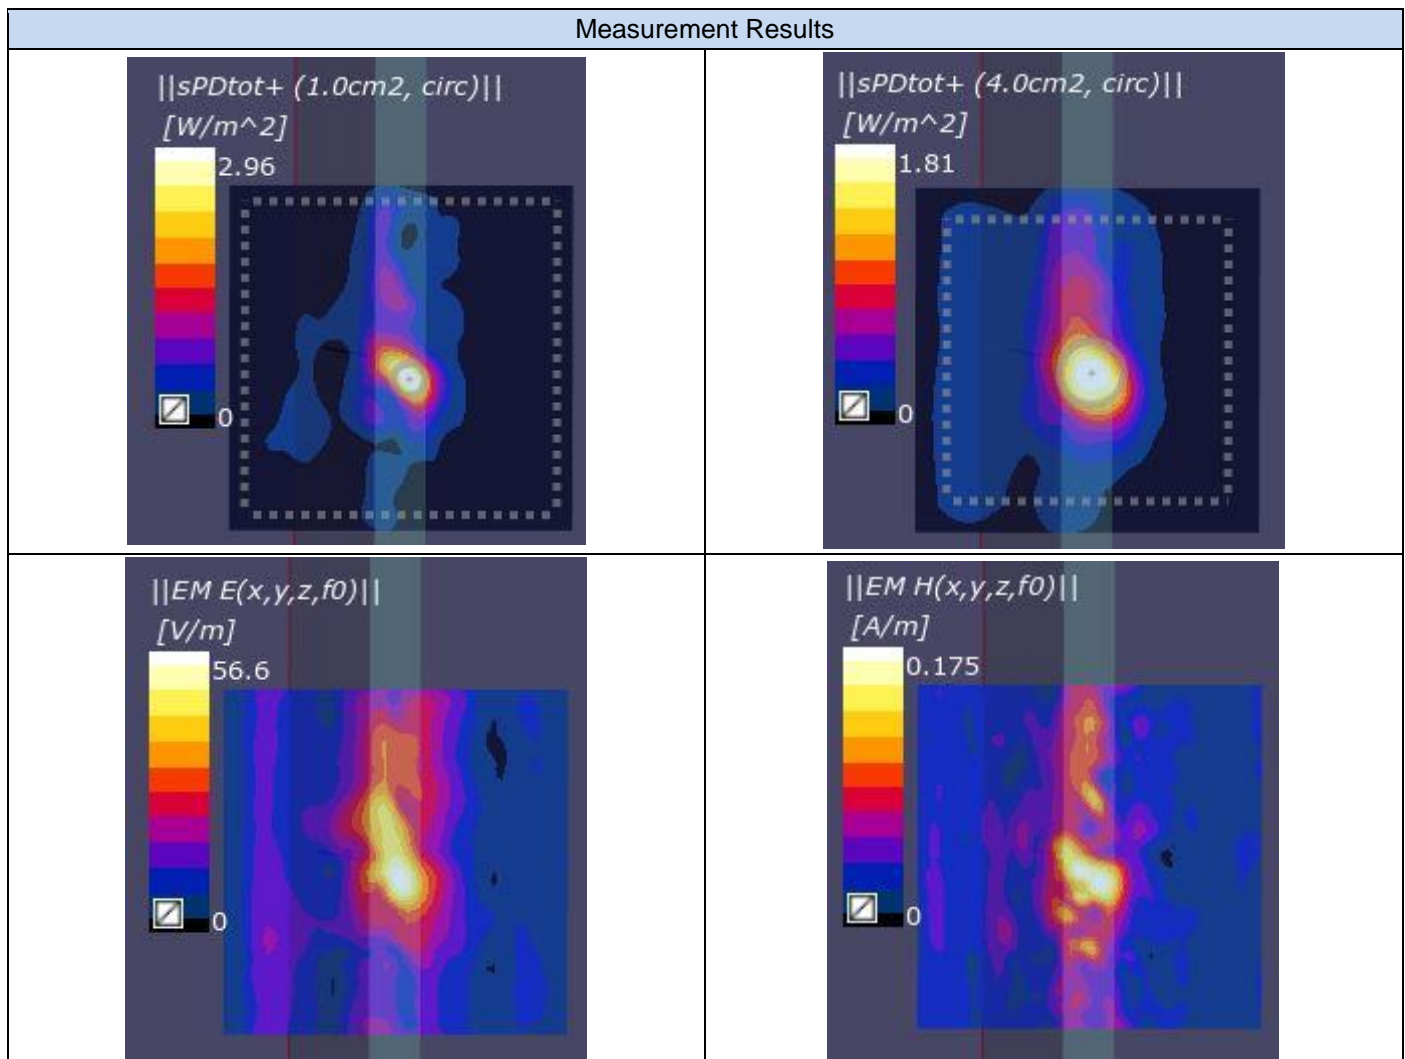 Measurement Results
||sPDtot+ (1.0cm2, circ)||
[W/m^2]
2.96
0
||sPDtot+ (4.0cm2, circ)||
[W/m^2]
1.81
0
||EM E(x,y,z,f0)||
[V/m]
56.6
0
||EM H(x,y,z,f0)||
[A/m]
0.175
0